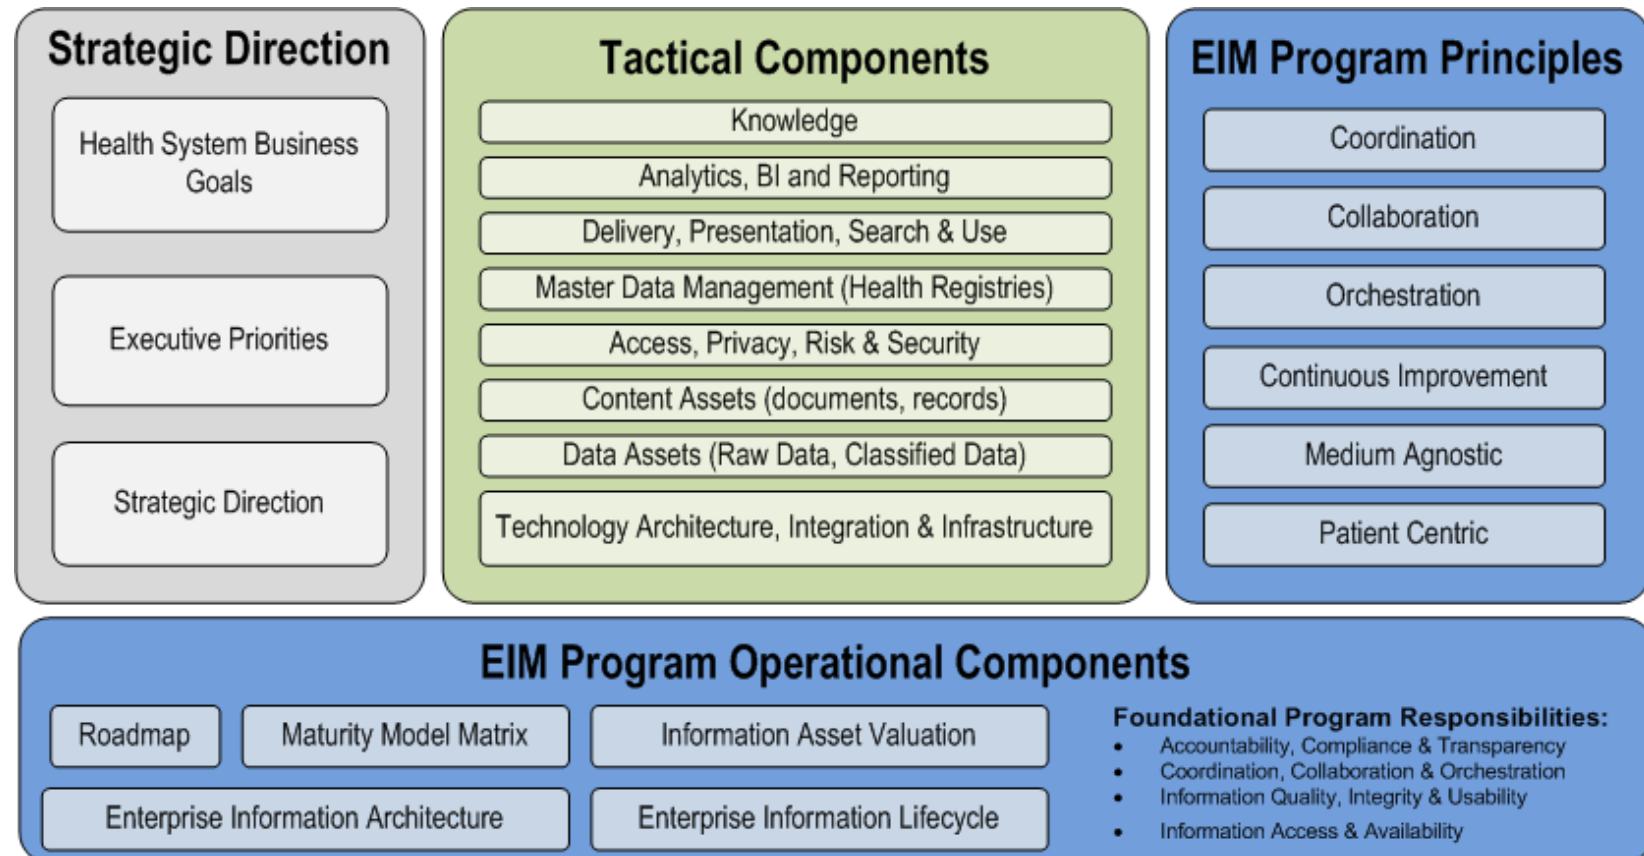 Strategic Direction
Health System Business
Goals
Executive Priorities
Strategic Direction
Tactical Components
Knowledge
Analytics, BI and Reporting
Delivery, Presentation, Search & Use
Master Data Management (Health Registries)
Access, Privacy, Risk & Security
Content Assets (documents, records)
Data Assets (Raw Data, Classified Data)
Technology Architecture, Integration & Infrastructure
EIM Program Principles
Coordination
Collaboration
Orchestration
Continuous Improvement
Medium Agnostic
Patient Centric
EIM Program Operational Components
Roadmap
Maturity Model Matrix
Information Asset Valuation
Enterprise Information Architecture
Enterprise Information Lifecycle
Foundational Program Responsibilities:
• Accountability, Compliance & Transparency
• Coordination, Collaboration & Orchestration
• Information Quality, Integrity & Usability
• Information Access & Availability